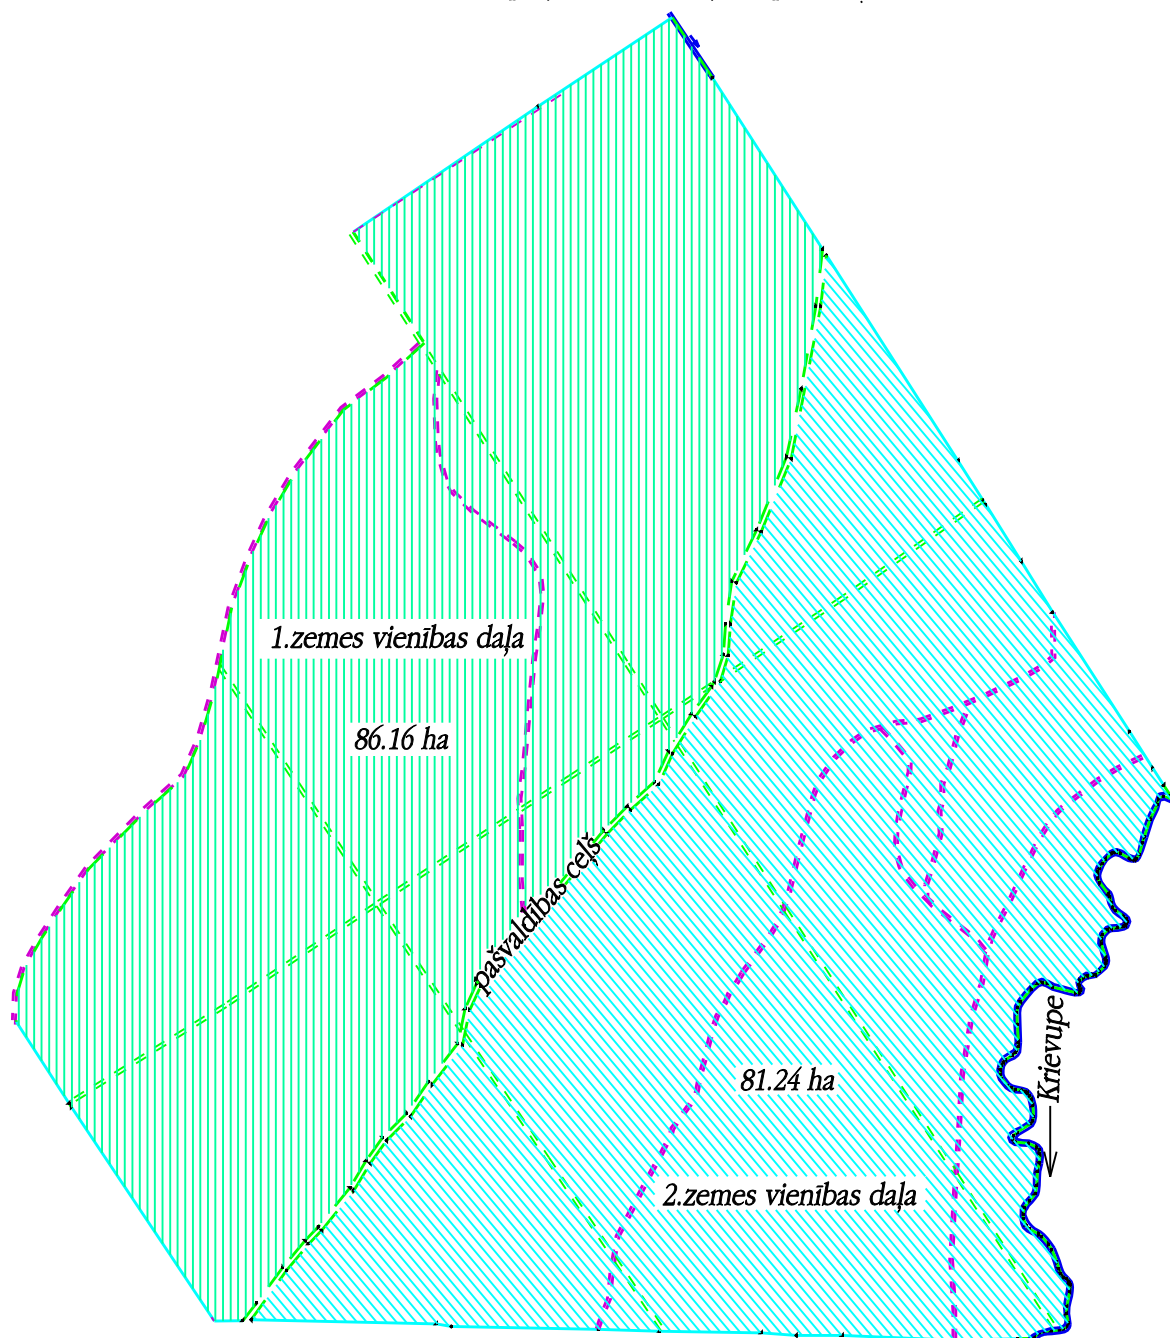 1.zemes vienības daļa
86.16 ha
pašvaldības ceļš
Krievupe
81.24 ha
2.zemes vienības daļa